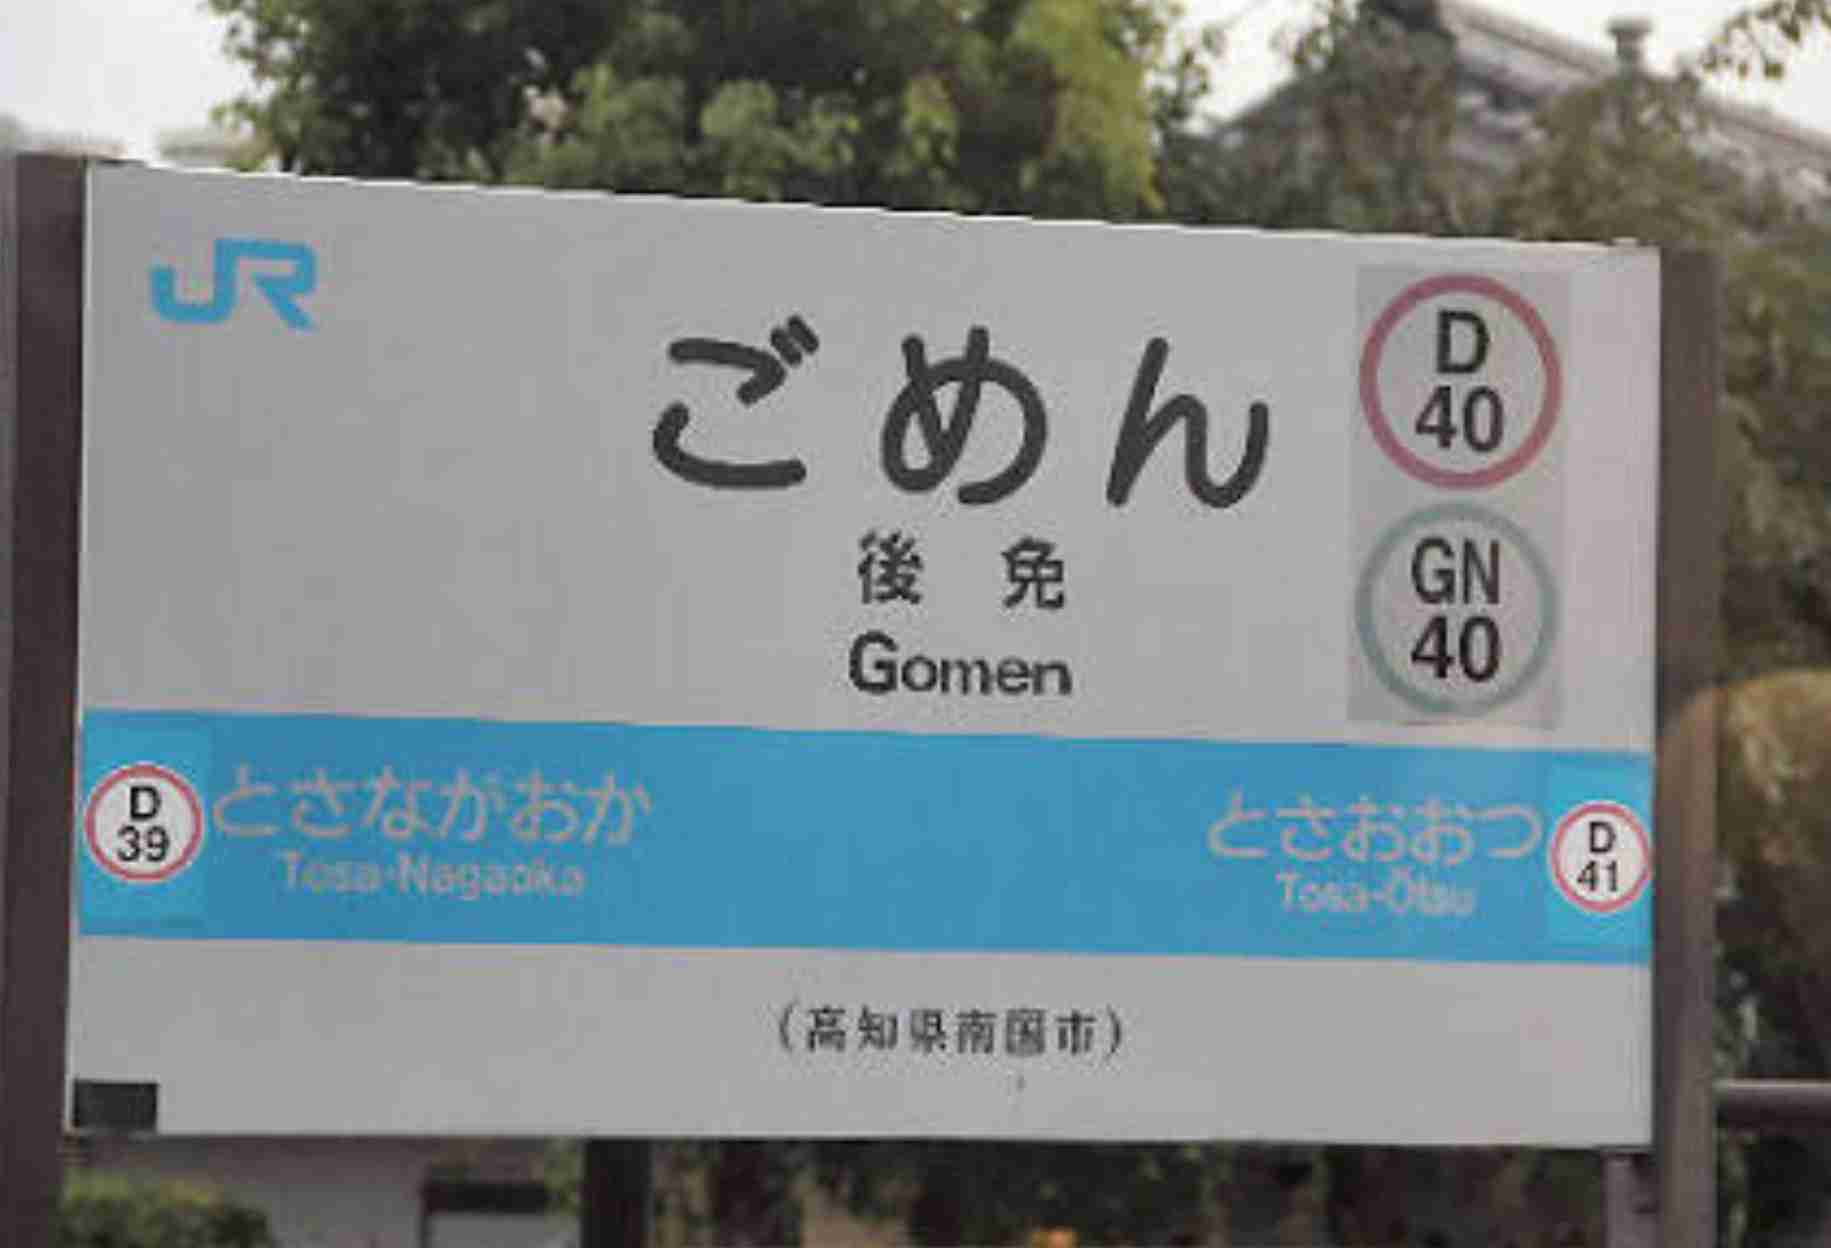 JR
ごめん
D
40
後免
GN
40
Gomen
D
39
とさながおか
Tosa-Nagaoka
とさおおつ
Tosa-Ōtsu
D
41
(高知県南国市)